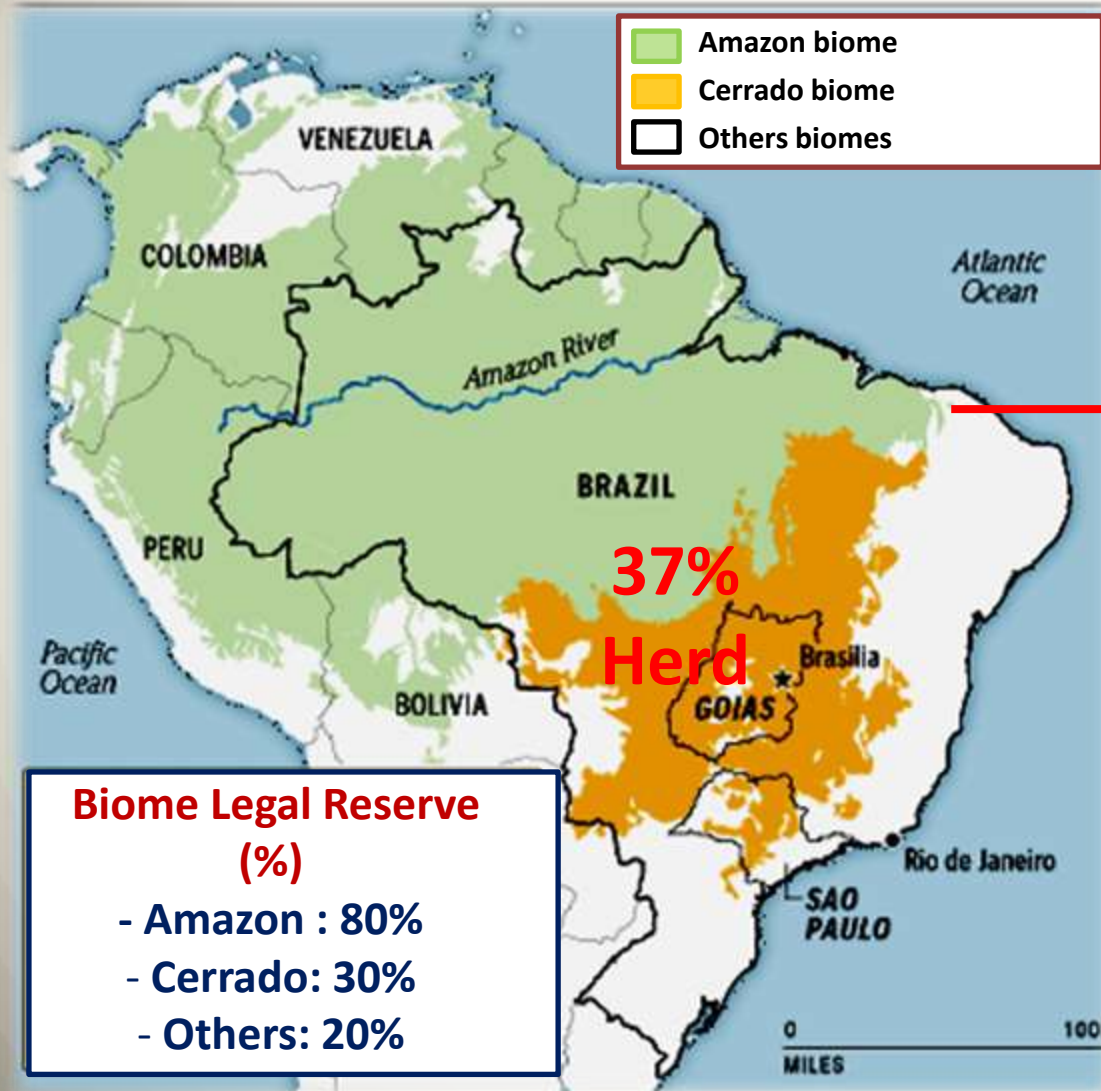 Amazon biome
Cerrado biome
Others biomes
VENEZUELA
COLOMBIA
Atlantic
Ocean
Amazon River
BRAZIL
PERU
37%
Herd
Pacific
Ocean
Brasilia
BOLIVIA
GOIAS
Biome Legal Reserve
(%)
- Amazon : 80%
- Cerrado: 30%
- Others: 20%
Rio de Janeiro
SAO
PAULO
0 100
MILES